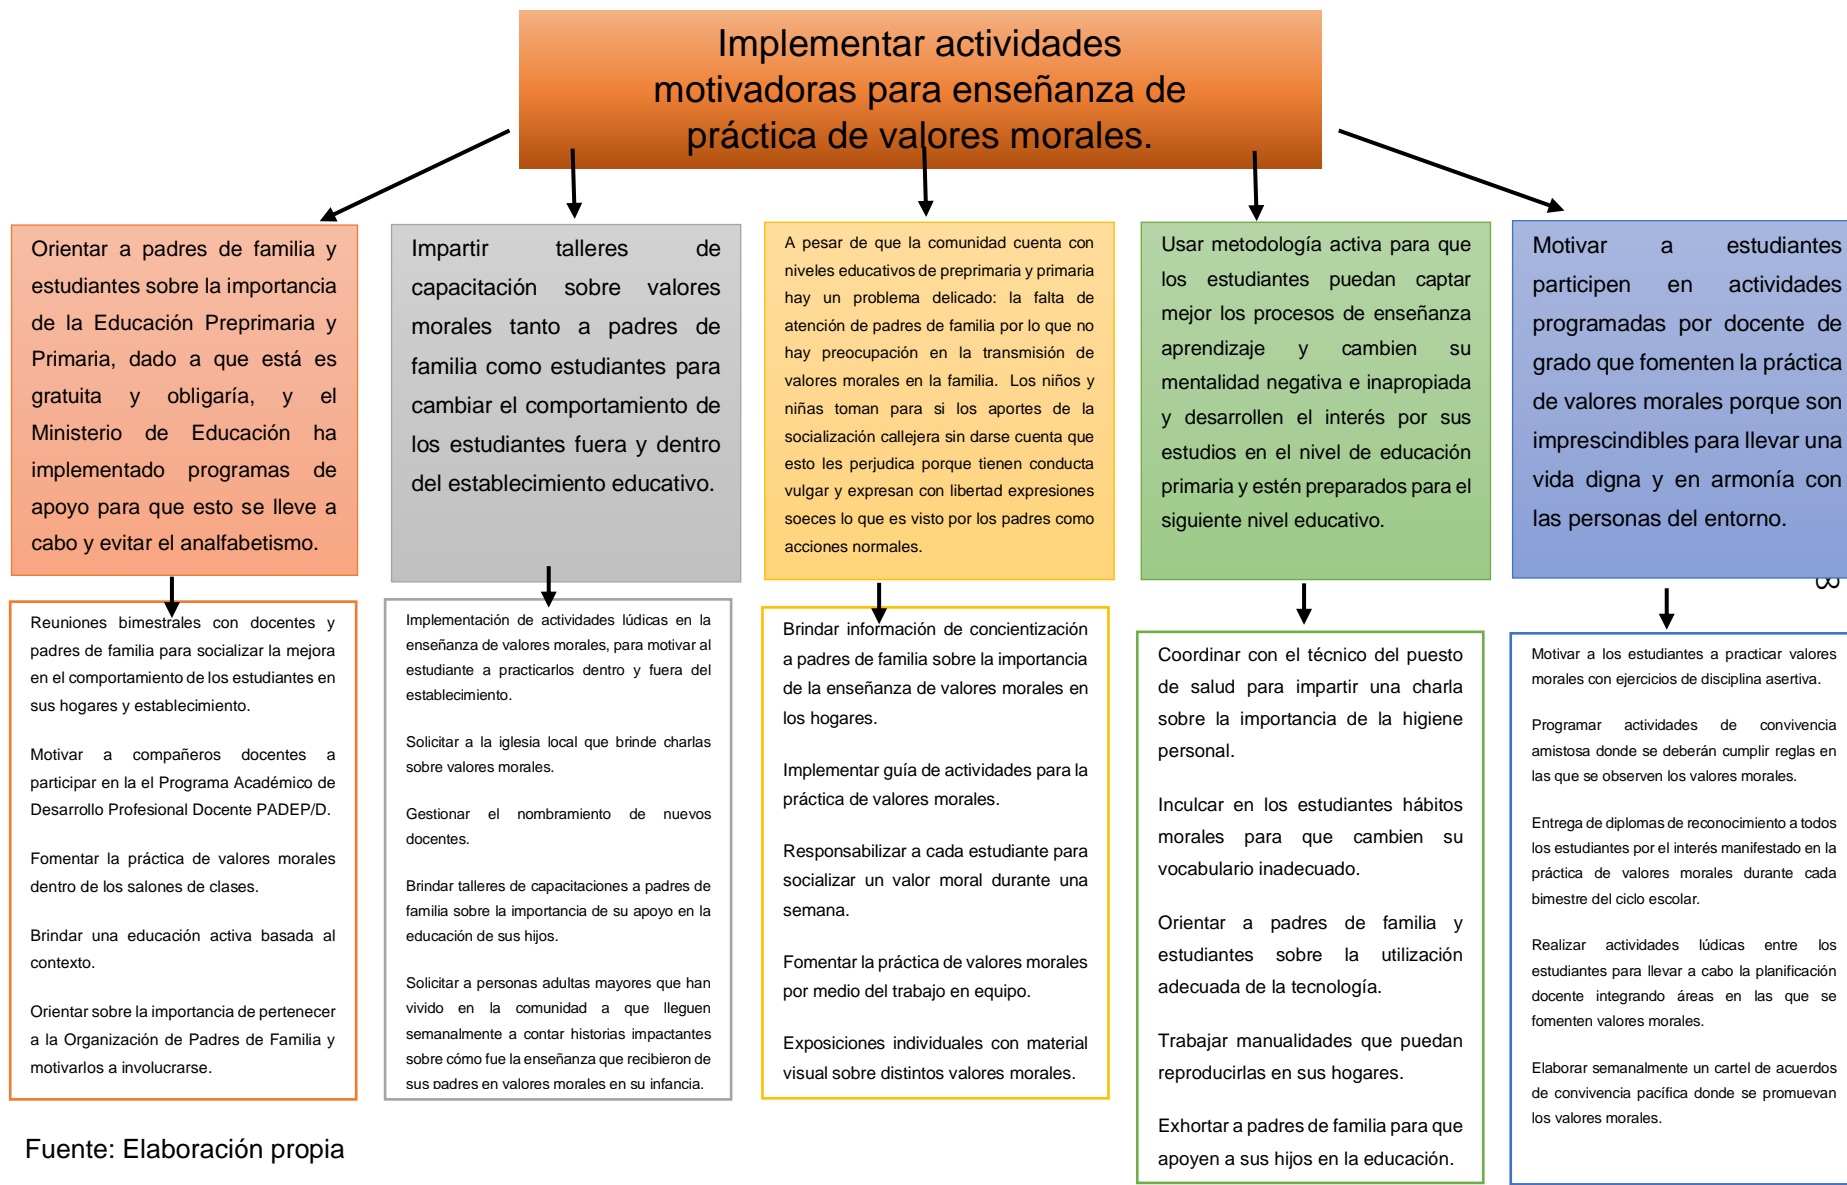 Implementar actividades
motivadoras para enseñanza de
práctica de valores morales.
Orientar a padres de familia y
estudiantes sobre la importancia
de la Educación Preprimaria y
Primaria, dado a que está es
gratuita y obligaría, y el
Ministerio de Educación ha
implementado programas de
apoyo para que esto se lleve a
cabo y evitar el analfabetismo.
Impartir talleres de
capacitación sobre valores
morales tanto a padres de
familia como estudiantes para
cambiar el comportamiento de
los estudiantes fuera y dentro
del establecimiento educativo.
A pesar de que la comunidad cuenta con
niveles educativos de preprimaria y primaria
hay un problema delicado: la falta de
atención de padres de familia por lo que no
hay preocupación en la transmisión de
valores morales en la familia. Los niños y
niñas toman para si los aportes de la
socialización callejera sin darse cuenta que
esto les perjudica porque tienen conducta
vulgar y expresan con libertad expresiones
soeces lo que es visto por los padres como
acciones normales.
Usar metodología activa para que
los estudiantes puedan captar
mejor los procesos de enseñanza
aprendizaje y cambien su
mentalidad negativa e inapropiada
y desarrollen el interés por sus
estudios en el nivel de educación
primaria y estén preparados para el
siguiente nivel educativo.
Motivar a estudiantes
participen en actividades
programadas por docente de
grado que fomenten la práctica
de valores morales porque son
imprescindibles para llevar una
vida digna y en armonía con
las personas del entorno.
Reuniones bimestrales con docentes y
padres de familia para socializar la mejora
en el comportamiento de los estudiantes en
sus hogares y establecimiento.
Motivar a compañeros docentes a
participar en la el Programa Académico de
Desarrollo Profesional Docente PADEP/D.
Fomentar la práctica de valores morales
dentro de los salones de clases.
Brindar una educación activa basada al
contexto.
Orientar sobre la importancia de pertenecer
a la Organización de Padres de Familia y
motivarlos a involucrarse.
Implementación de actividades lúdicas en la
enseñanza de valores morales, para motivar al
estudiante a practicarlos dentro y fuera del
establecimiento.
Solicitar a la iglesia local que brinde charlas
sobre valores morales.
Gestionar el nombramiento de nuevos
docentes.
Brindar talleres de capacitaciones a padres de
familia sobre la importancia de su apoyo en la
educación de sus hijos.
Solicitar a personas adultas mayores que han
vivido en la comunidad a que lleguen
semanalmente a contar historias impactantes
sobre cómo fue la enseñanza que recibieron de
sus padres en valores morales en su infancia.
Brindar información de concientización
a padres de familia sobre la importancia
de la enseñanza de valores morales en
los hogares.
Implementar guía de actividades para la
práctica de valores morales.
Responsabilizar a cada estudiante para
socializar un valor moral durante una
semana.
Fomentar la práctica de valores morales
por medio del trabajo en equipo.
Exposiciones individuales con material
visual sobre distintos valores morales.
Coordinar con el técnico del puesto
de salud para impartir una charla
sobre la importancia de la higiene
personal.
Inculcar en los estudiantes hábitos
morales para que cambien su
vocabulario inadecuado.
Orientar a padres de familia y
estudiantes sobre la utilización
adecuada de la tecnología.
Trabajar manualidades que puedan
reproducirlas en sus hogares.
Exhortar a padres de familia para que
apoyen a sus hijos en la educación.
Motivar a los estudiantes a practicar valores
morales con ejercicios de disciplina asertiva.
Programar actividades de convivencia
amistosa donde se deberán cumplir reglas en
las que se observen los valores morales.
Entrega de diplomas de reconocimiento a todos
los estudiantes por el interés manifestado en la
práctica de valores morales durante cada
bimestre del ciclo escolar.
Realizar actividades lúdicas entre los
estudiantes para llevar a cabo la planificación
docente integrando áreas en las que se
fomenten valores morales.
Elaborar semanalmente un cartel de acuerdos
de convivencia pacífica donde se promuevan
los valores morales.
Fuente: Elaboración propia